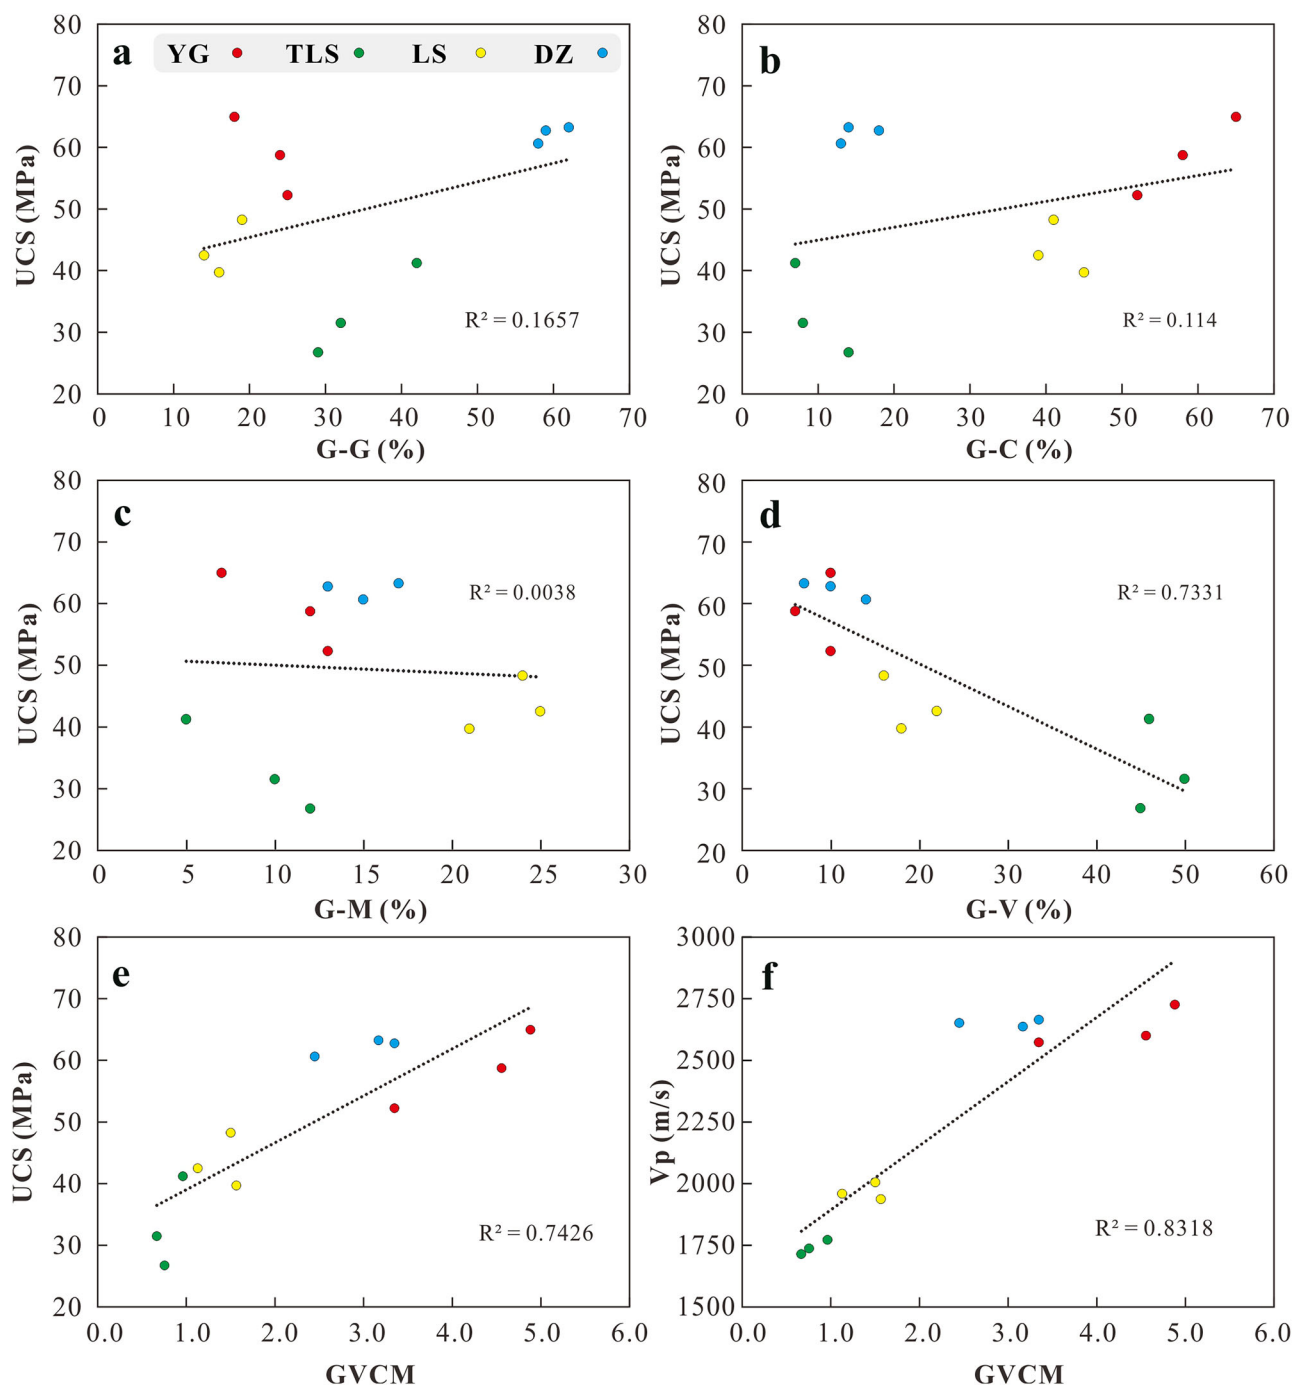 a YG TLS LS DZ
80
70
60
50
40
30
20
UCS (MPa)
R² = 0.1657
0 10 20 30 40 50 60 70
G-G (%)
b
80
70
60
50
40
30
20
UCS (MPa)
R² = 0.114
0 10 20 30 40 50 60 70
G-C (%)
c
80
70
60
50
40
30
20
UCS (MPa)
R² = 0.0038
0 5 10 15 20 25 30
G-M (%)
d
80
70
60
50
40
30
20
UCS (MPa)
R² = 0.7331
0 10 20 30 40 50 60
G-V (%)
e
80
70
60
50
40
30
20
UCS (MPa)
R² = 0.7426
0.0 1.0 2.0 3.0 4.0 5.0 6.0
GVCM
f
3000
2750
2500
2250
2000
1750
1500
Vp (m/s)
R² = 0.8318
0.0 1.0 2.0 3.0 4.0 5.0 6.0
GVCM